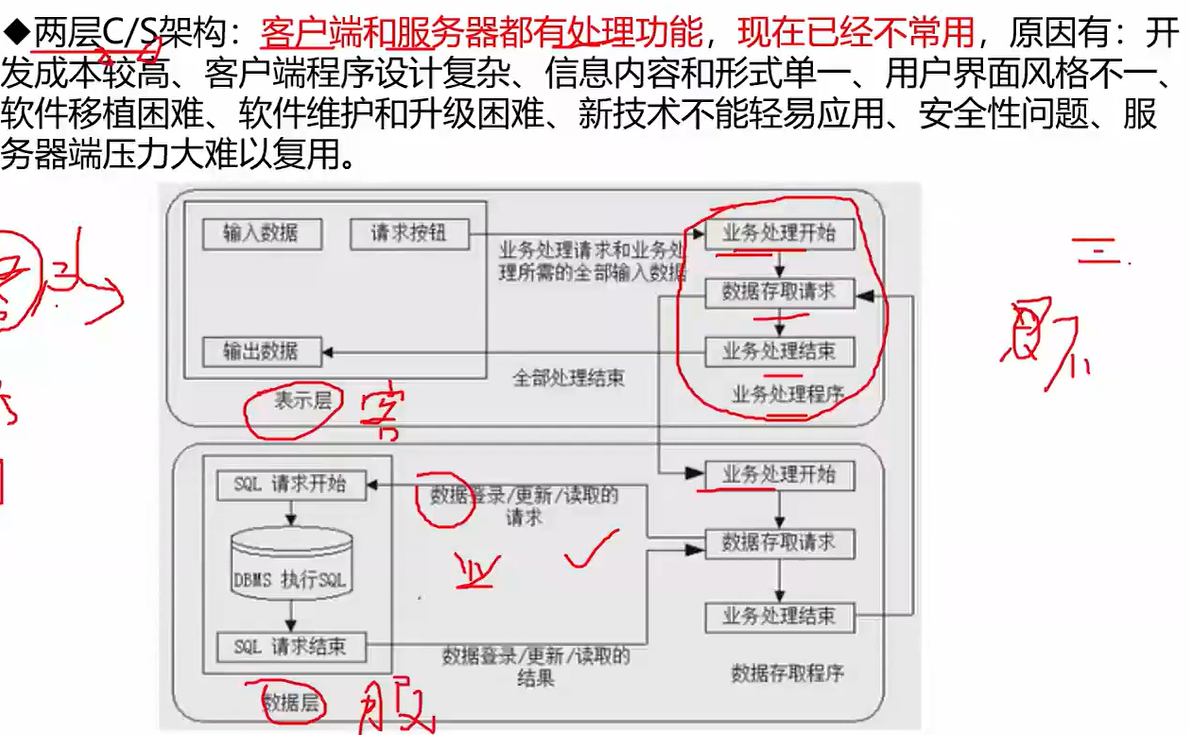 ◆两层C/S架构：客户端和服务器都有处理功能，现在已经不常用，原因有：开
发成本较高、客户端程序设计复杂、信息内容和形式单一、用户界面风格不一、
软件移植困难、软件维护和升级困难、新技术不能轻易应用、安全性问题、服
务器端压力大难以复用。
输入数据
请求按钮
业务处理请求和业务处
理所需的全部输入数据
业务处理开始
数据存取请求
业务处理结束
输出数据
全部处理结束
业务处理程序
表示层
客
三
SQL 请求开始
数据登录/更新/读取的
请求
业务处理开始
数据存取请求
DBMS 执行SQL
业
业务处理结束
SQL 请求结束
数据登录/更新/读取的
结果
数据存取程序
数据层
服